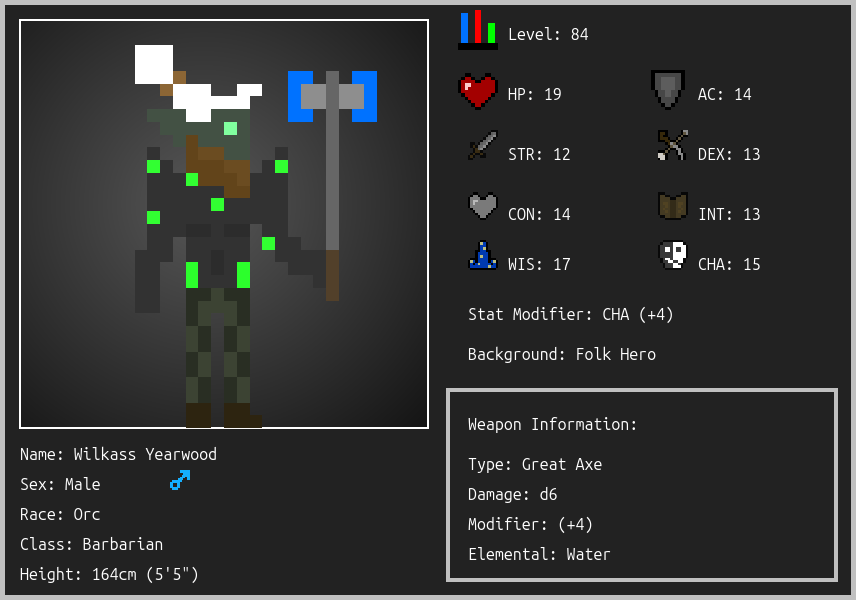 Level: 84
HP: 19
AC: 14
STR: 12
DEX: 13
CON: 14
INT: 13
WIS: 17
CHA: 15
Stat Modifier: CHA (+4)
Background: Folk Hero
Weapon Information:
Type: Great Axe
Damage: d6
Modifier: (+4)
Elemental: Water
Name: Wilkass Yearwood
Sex: Male
Race: Orc
Class: Barbarian
Height: 164cm (5'5")